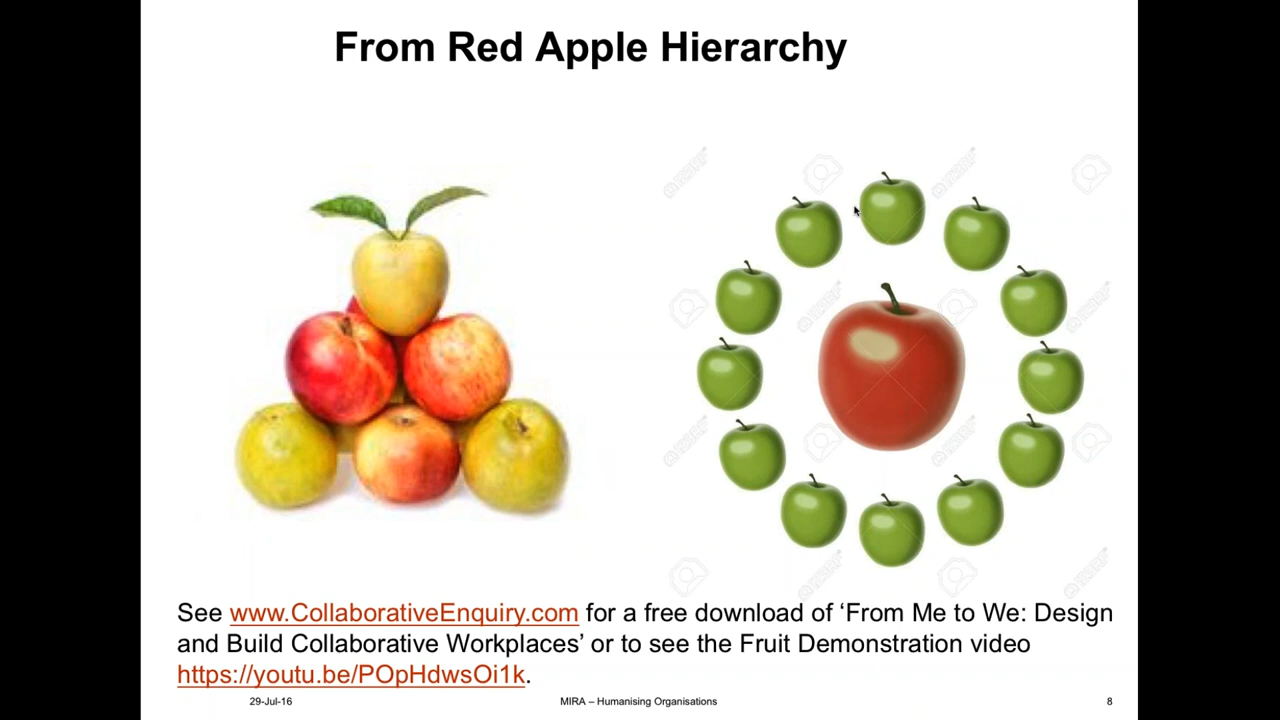 From Red Apple Hierarchy
See www.CollaborativeEnquiry.com for a free download of ‘From Me to We: Design
and Build Collaborative Workplaces’ or to see the Fruit Demonstration video
https://youtu.be/POpHdwsOi1k.
29-Jul-16 MIRA – Humanising Organisations 8